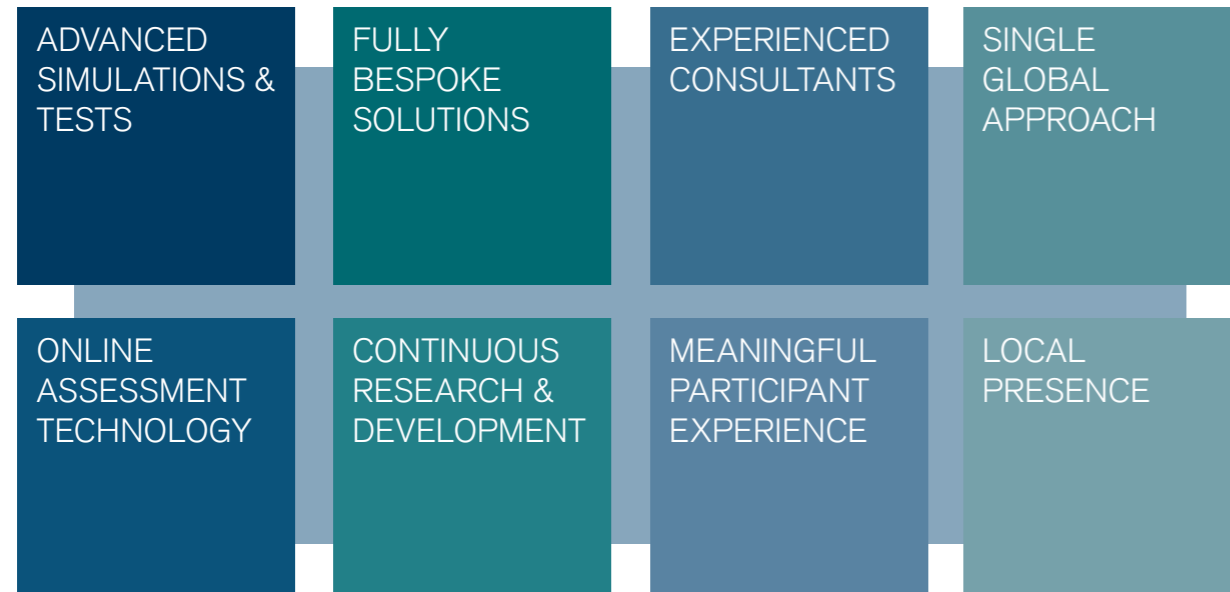 ADVANCED
SIMULATIONS &
TESTS
FULLY
BESPOKE
SOLUTIONS
EXPERIENCED
CONSULTANTS
SINGLE
GLOBAL
APPROACH
ONLINE
ASSESSMENT
TECHNOLOGY
CONTINUOUS
RESEARCH &
DEVELOPMENT
MEANINGFUL
PARTICIPANT
EXPERIENCE
LOCAL
PRESENCE